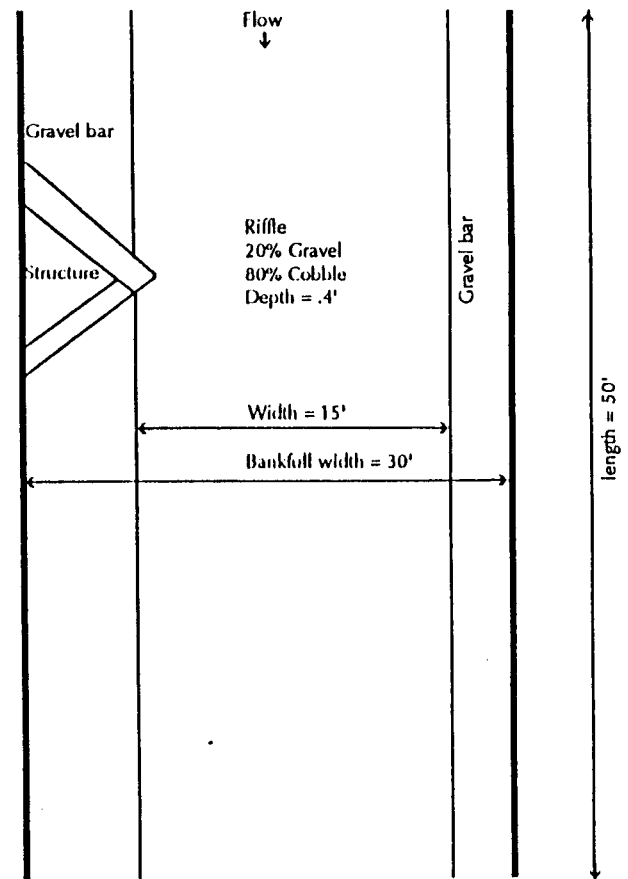 Flow
Gravel bar
Structure
Riffle
20% Gravel
80% Cobble
Depth = .4'
Gravel bar
Width = 15'
Bankfull width = 30'
length = 50'